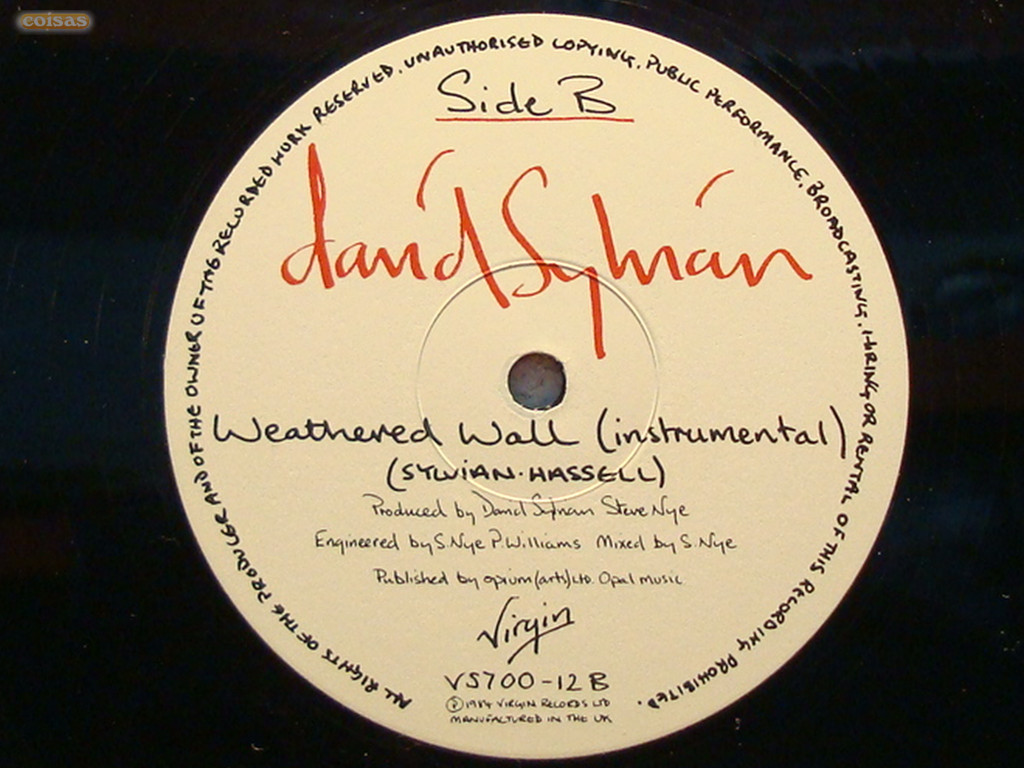 coisas
Side B
david Sylvian
Weathered Wall (instrumental)
(SYLVIAN·HASSELL)
Produced by David Sylvian Steve Nye
Engineered by S. Nye P. Williams Mixed by S. Nye
Published by opium (arts) LTD. Opal Music
Virgin
VS700-12 B
Ⓟ 1984 VIRGIN RECORDS LTD
MANUFACTURED IN THE UK
ALL RIGHTS OF THE PRODUCER AND OF THE OWNER OF THE RECORDED WORK RESERVED. UNAUTHORISED COPYING. PUBLIC PERFORMANCE. BROADCASTING. HIRING OR RENTAL OF THIS RECORDING PROHIBITED.